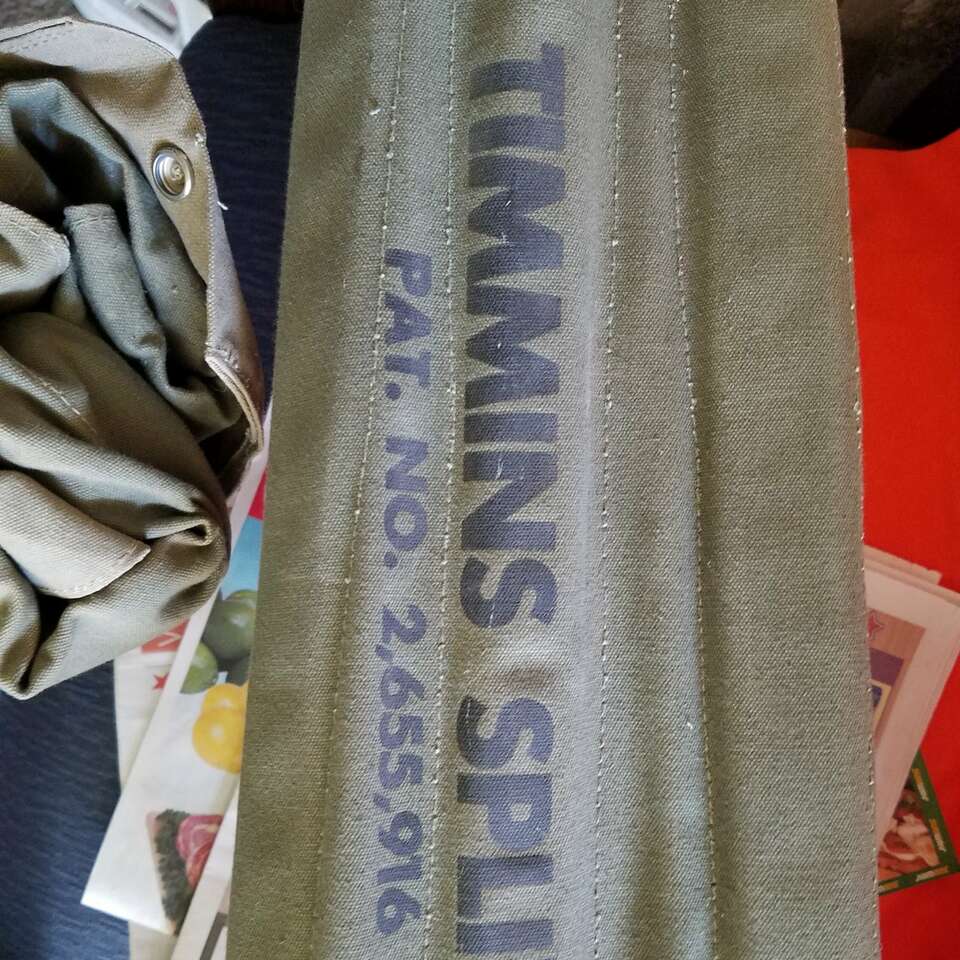 TIMMINS SPLI
PAT. NO. 2,655,916